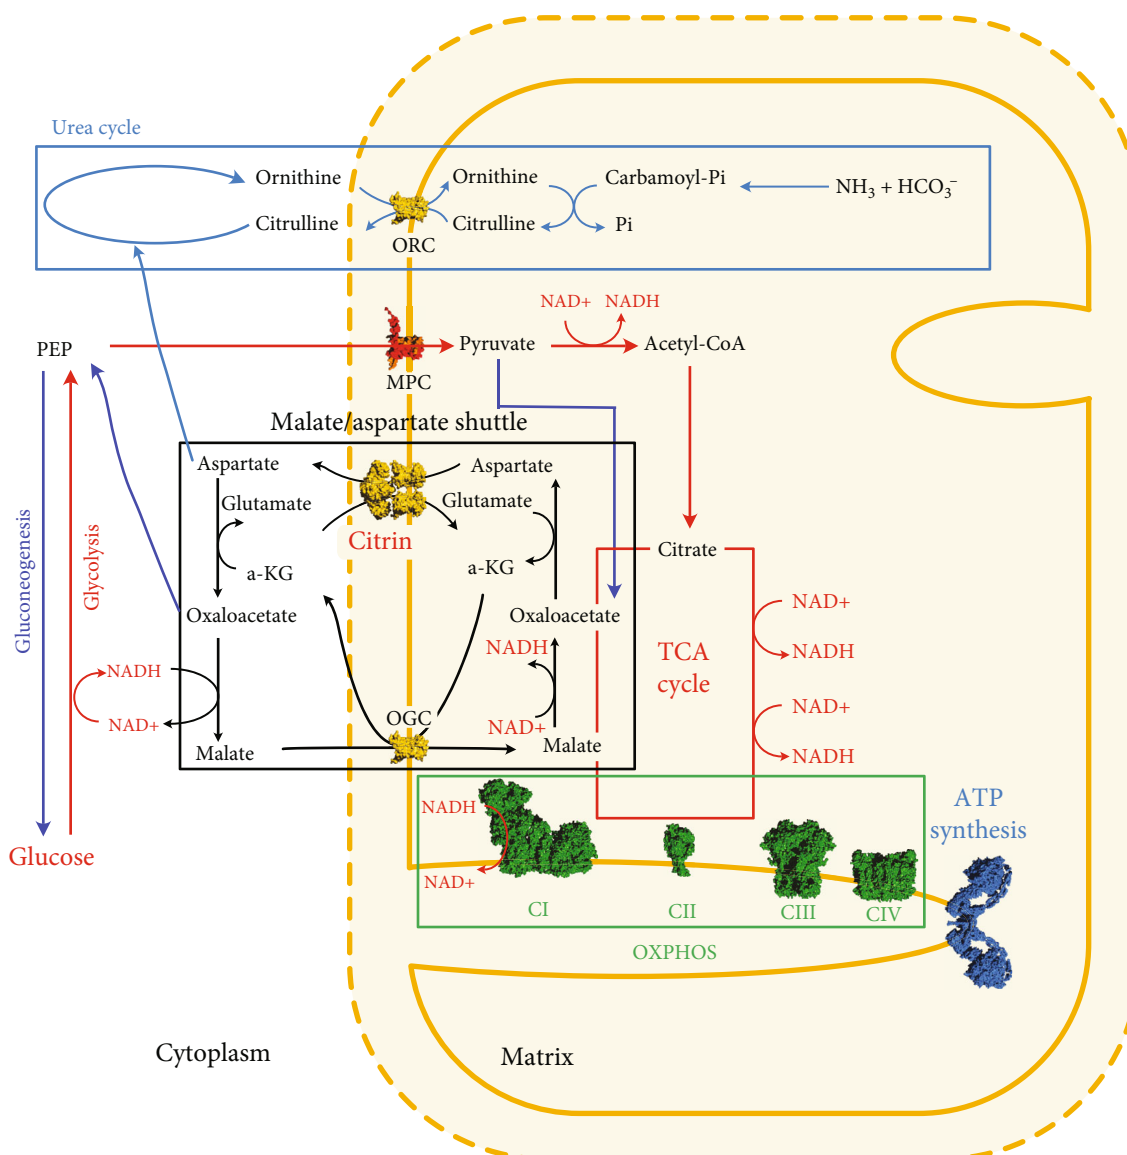 Urea cycle
Ornithine
Ornithine
Carbamoyl-Pi
NH3 + HCO3−
Citrulline
Citrulline
Pi
ORC
NAD+
NADH
PEP
Pyruvate
Acetyl-CoA
MPC
Malate/aspartate shuttle
Aspartate
Aspartate
Glutamate
Glutamate
Citrin
Citrate
a-KG
a-KG
Gluconeogenesis
Glycolysis
Oxaloacetate
Oxaloacetate
NAD+
NADH
TCA
cycle
NADH
NADH
NAD+
NAD+
NAD+
NADH
OGC
Malate
Malate
NADH
NAD+
ATP
synthesis
Glucose
CI
CII
CIII
CIV
OXPHOS
Cytoplasm
Matrix